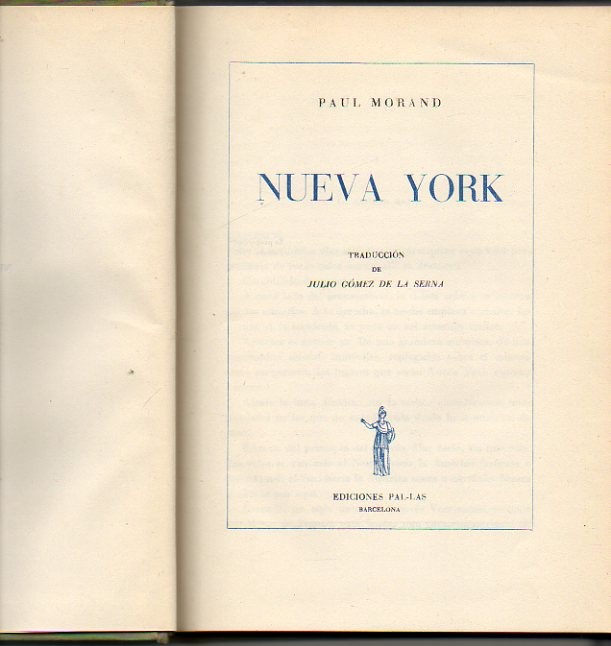 PAUL MORAND
NUEVA YORK
TRADUCCIÓN
DE
JULIO GÓMEZ DE LA SERNA
EDICIONES PAL-LAS
BARCELONA